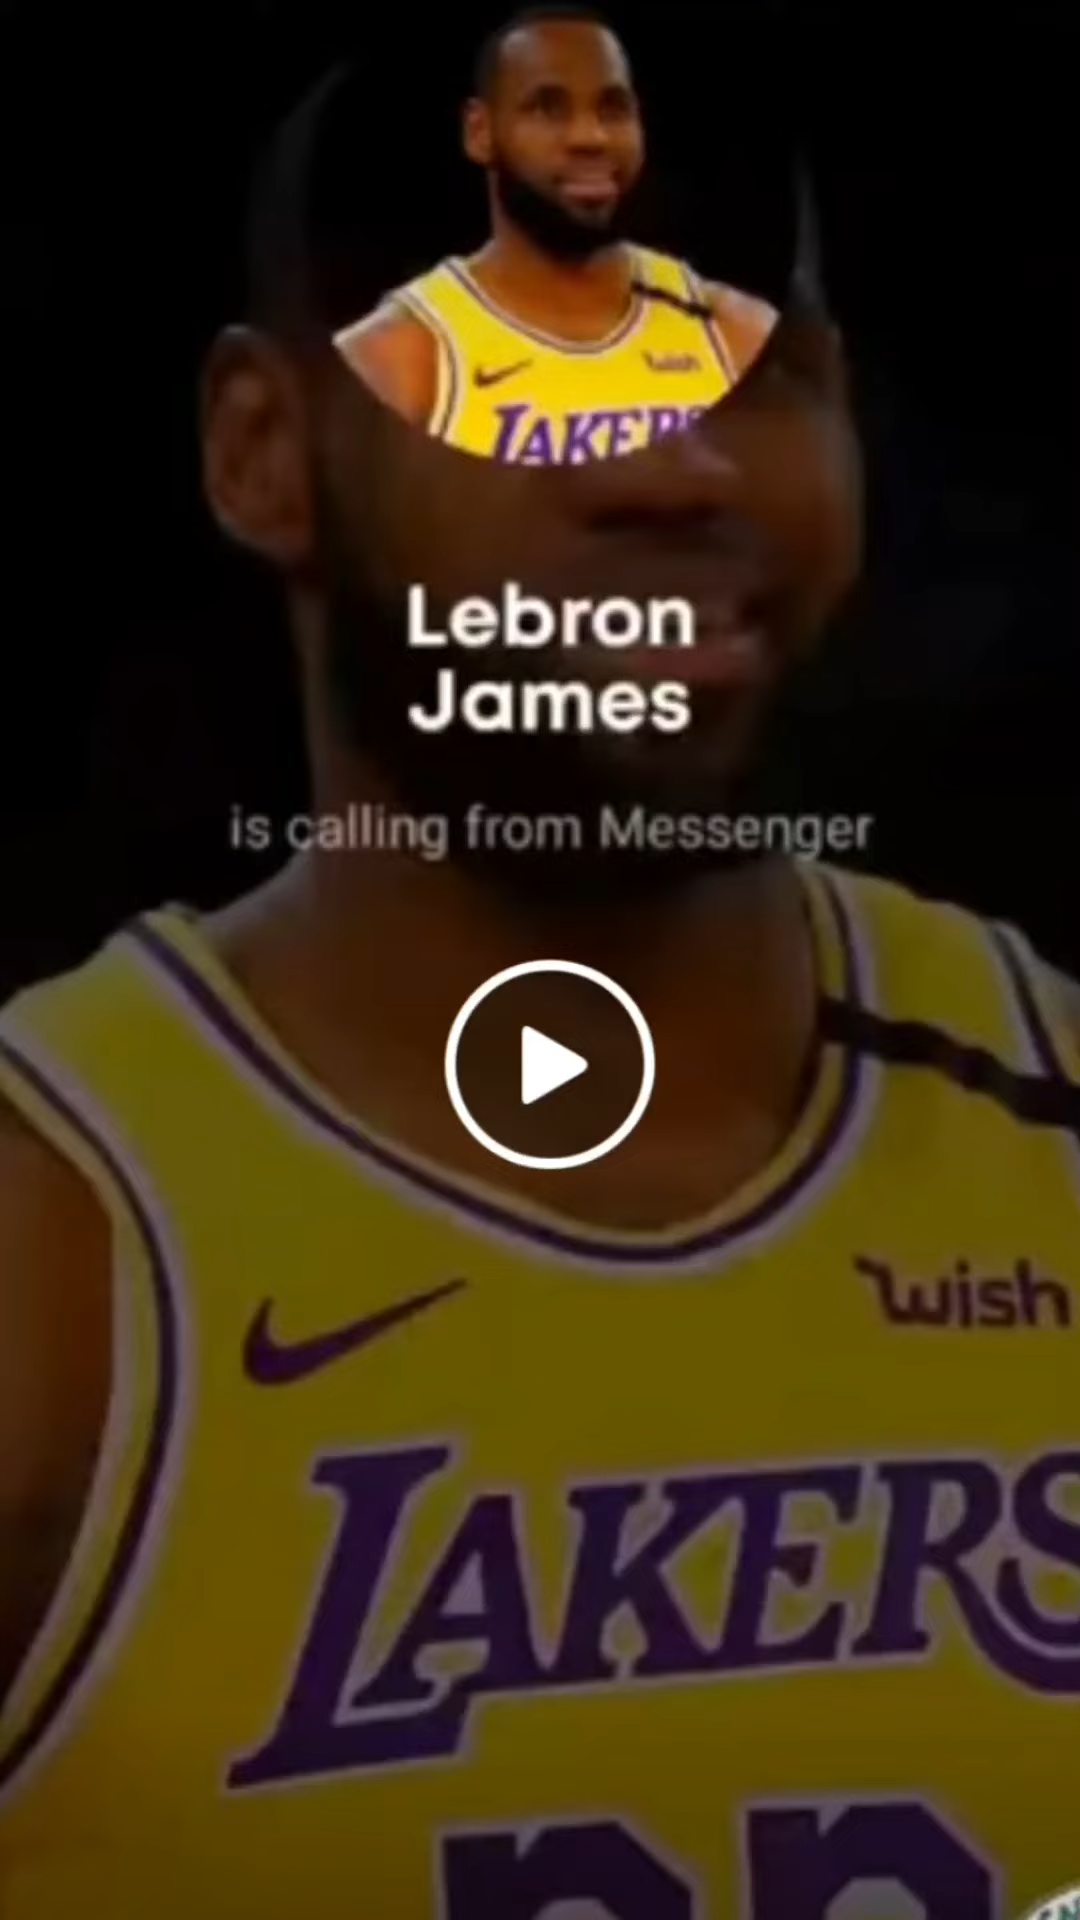 wish
LAKERS
Lebron
James
is calling from Messenger
wish
LAKERS